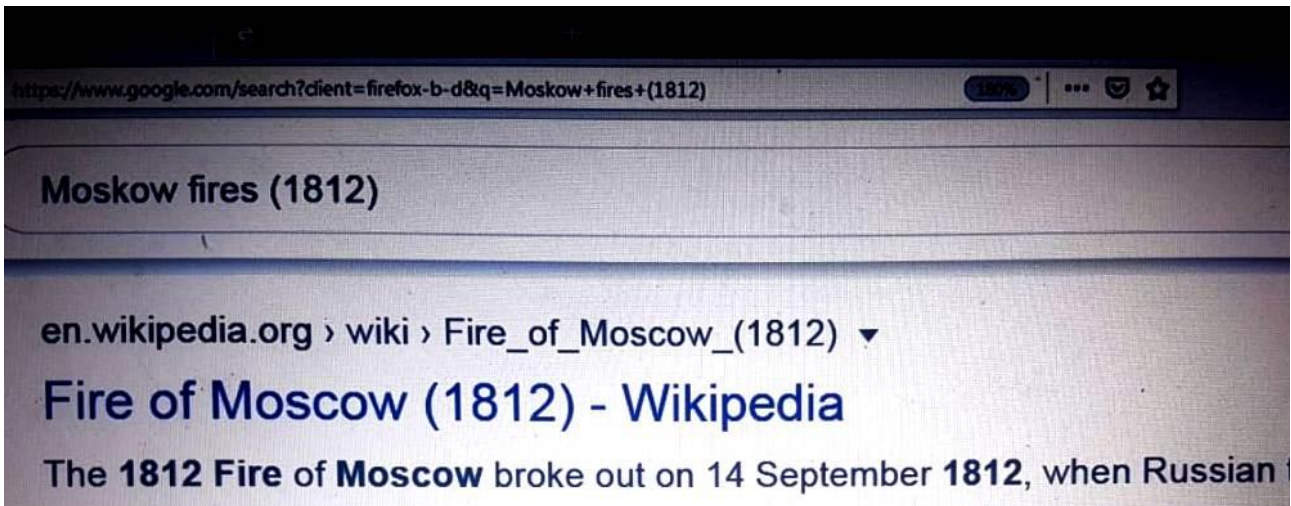 https://www.google.com/search?client=firefox-b-d&q=Moskow+fires+(1812)
180%
Moskow fires (1812)
en.wikipedia.org › wiki › Fire_of_Moscow_(1812)
Fire of Moscow (1812) - Wikipedia
The 1812 Fire of Moscow broke out on 14 September 1812, when Russian